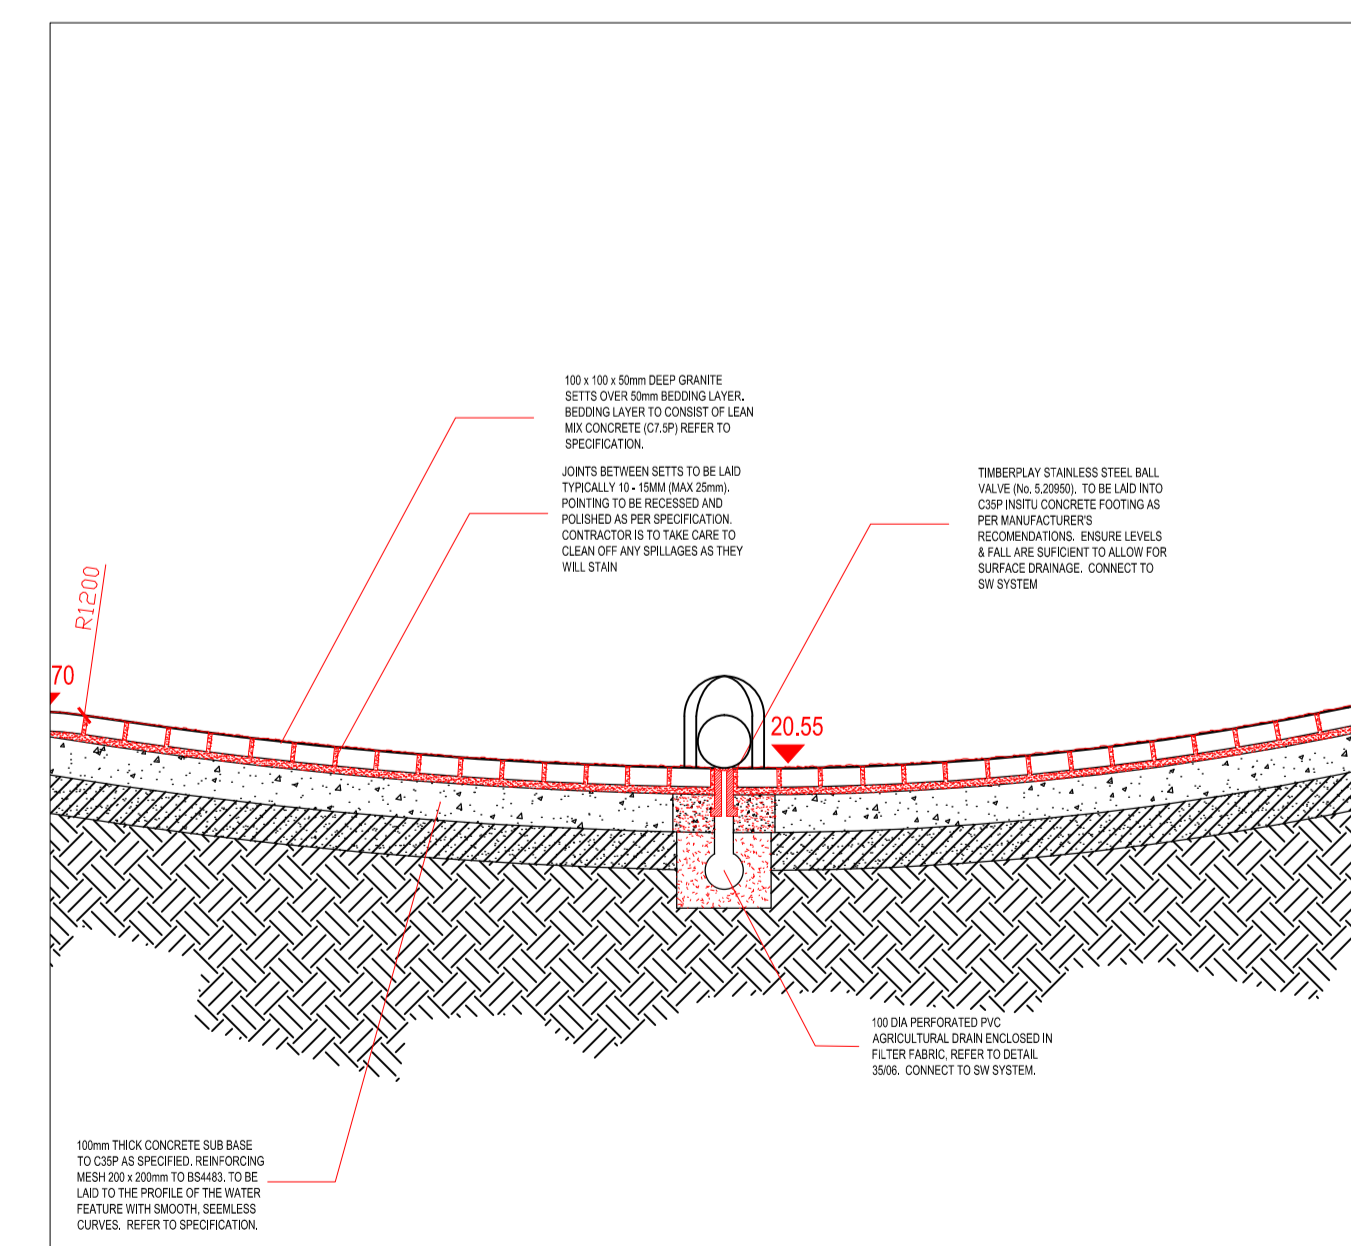 100 x 100 x 50mm DEEP GRANITE
SETTS OVER 50mm BEDDING LAYER.
BEDDING LAYER TO CONSIST OF LEAN
MIX CONCRETE (C7.5P) REFER TO
SPECIFICATION.
JOINTS BETWEEN SETTS TO BE LAID
TYPICALLY 10 - 15MM (MAX 25mm).
POINTING TO BE RECESSED AND
POLISHED AS PER SPECIFICATION.
CONTRACTOR IS TO TAKE CARE TO
CLEAN OFF ANY SPILLAGES AS THEY
WILL STAIN
TIMBERPLAY STAINLESS STEEL BALL
VALVE (No. 5.20950). TO BE LAID INTO
C35P INSITU CONCRETE FOOTING AS
PER MANUFACTURER'S
RECOMENDATIONS. ENSURE LEVELS
& FALL ARE SUFICIENT TO ALLOW FOR
SURFACE DRAINAGE. CONNECT TO
SW SYSTEM
R1200
70
20.55
100 DIA PERFORATED PVC
AGRICULTURAL DRAIN ENCLOSED IN
FILTER FABRIC, REFER TO DETAIL
35/06. CONNECT TO SW SYSTEM.
100mm THICK CONCRETE SUB BASE
TO C35P AS SPECIFIED. REINFORCING
MESH 200 x 200mm TO BS4483. TO BE
LAID TO THE PROFILE OF THE WATER
FEATURE WITH SMOOTH, SEEMLESS
CURVES. REFER TO SPECIFICATION.